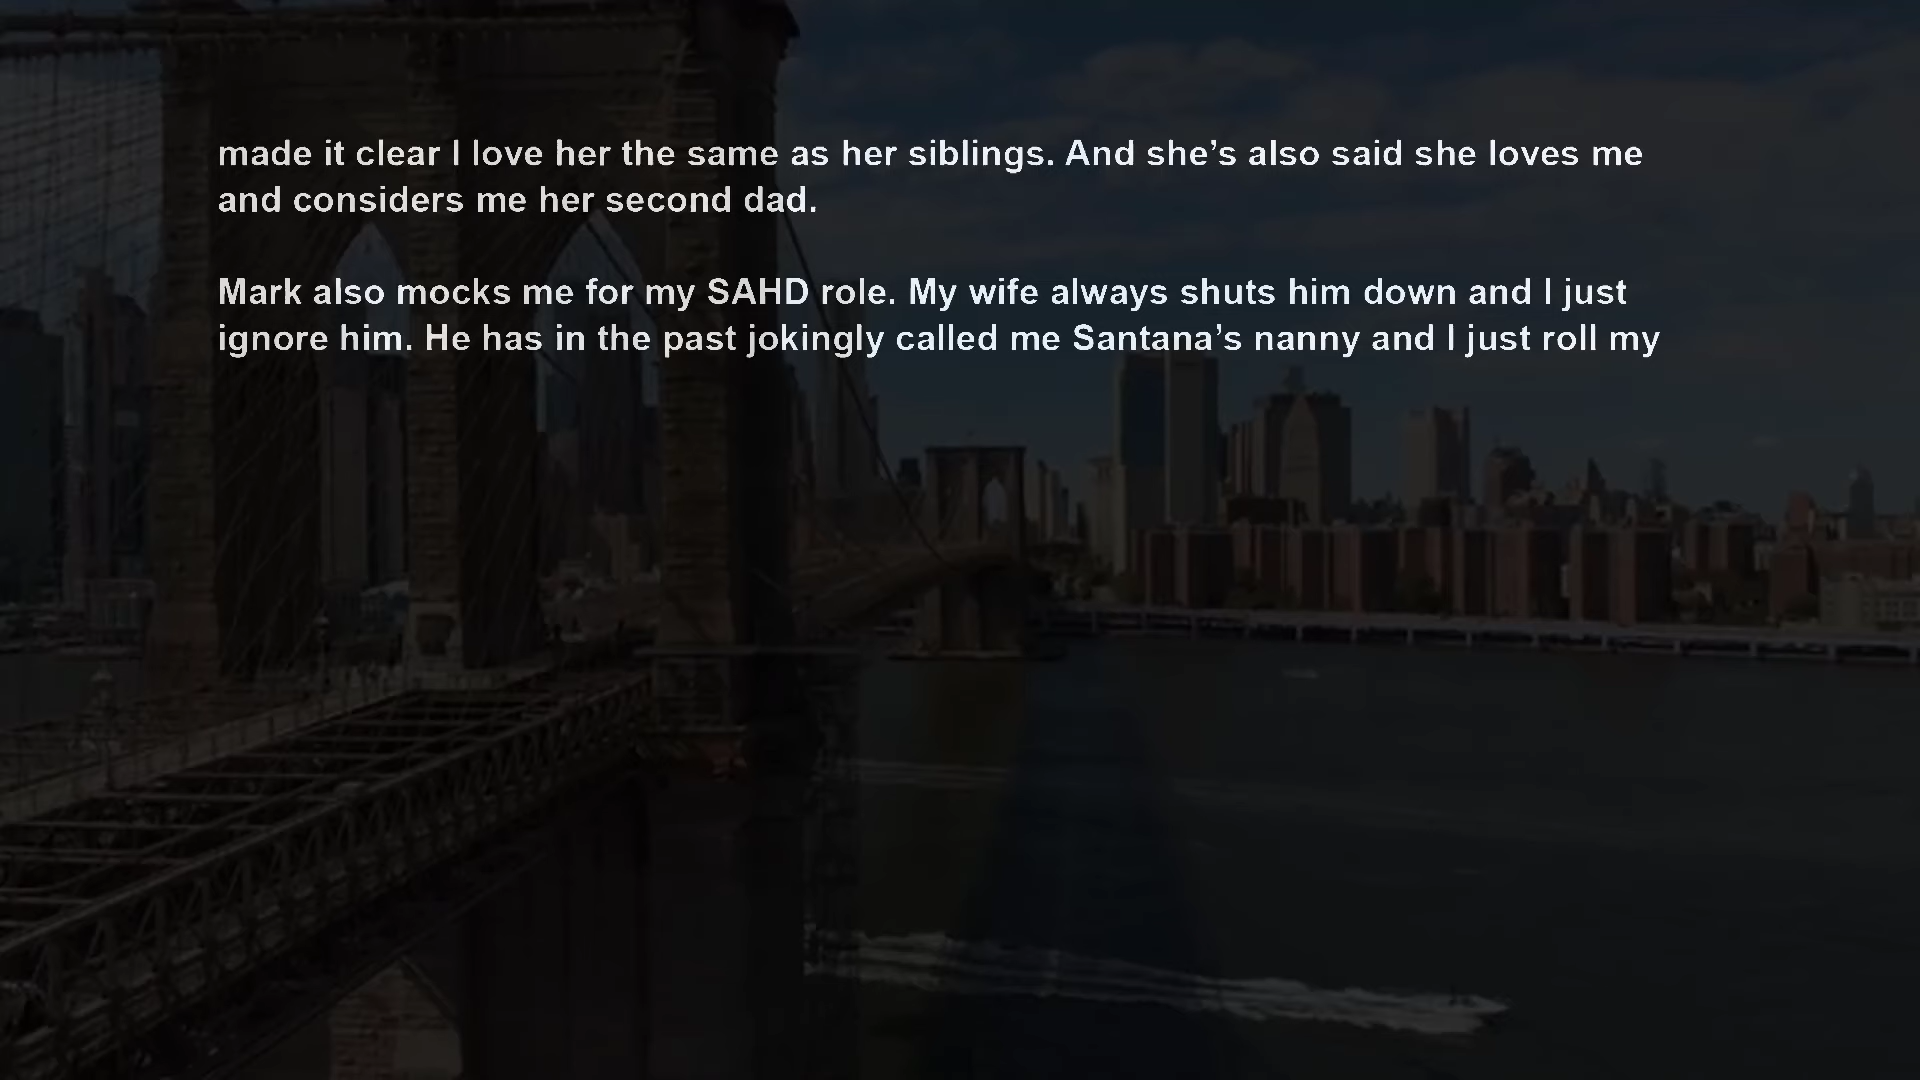 made it clear I love her the same as her siblings. And she’s also said she loves me
and considers me her second dad.
Mark also mocks me for my SAHD role. My wife always shuts him down and I just
ignore him. He has in the past jokingly called me Santana’s nanny and I just roll my